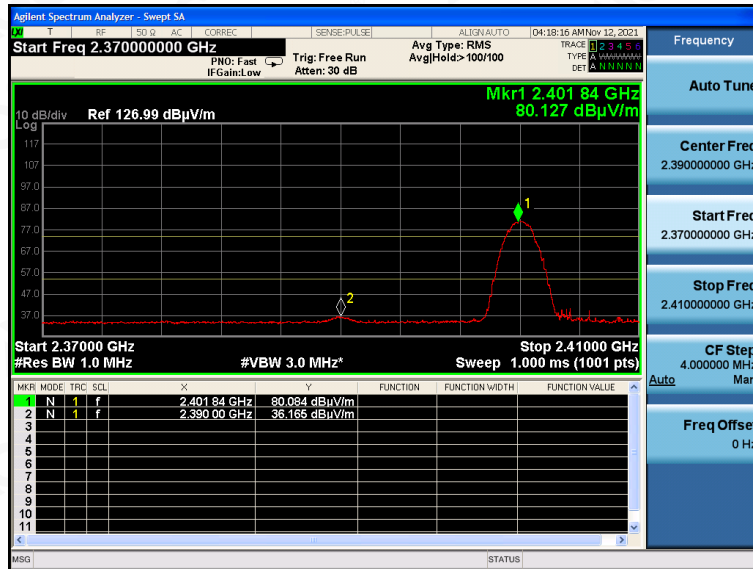 Agilent Spectrum Analyzer - Swept SA
T RF 50 Ω AC CORREC SENSE:PULSE ALIGNAUTO 04:18:16 AM Nov 12, 2021
Start Freq 2.370000000 GHz
PNO: Fast
IFGain:Low
Trig: Free Run
Atten: 30 dB
Avg Type: RMS
Avg|Hold:> 100/100
TRACE 1 2 3 4 5 6
TYPE A WWWWW
DET A N N N N N
Mkr1 2.401 84 GHz
80.127 dBµV/m
10 dB/div Ref 126.99 dBµV/m
Log
117
107
97.0
87.0
77.0
67.0
57.0
47.0
37.0
1
2
Start 2.37000 GHz Stop 2.41000 GHz
#Res BW 1.0 MHz #VBW 3.0 MHz* Sweep 1.000 ms (1001 pts)
MKR MODE TRC SCL X Y FUNCTION FUNCTION WIDTH FUNCTION VALUE
1 N 1 f 2.401 84 GHz 80.084 dBµV/m
2 N 1 f 2.390 00 GHz 36.165 dBµV/m
3
4
5
6
7
8
9
10
11
MSG STATUS
Frequency
Auto Tune
Center Freq
2.390000000 GHz
Start Freq
2.370000000 GHz
Stop Freq
2.410000000 GHz
CF Step
4.000000 MHz
Auto Man
Freq Offset
0 Hz